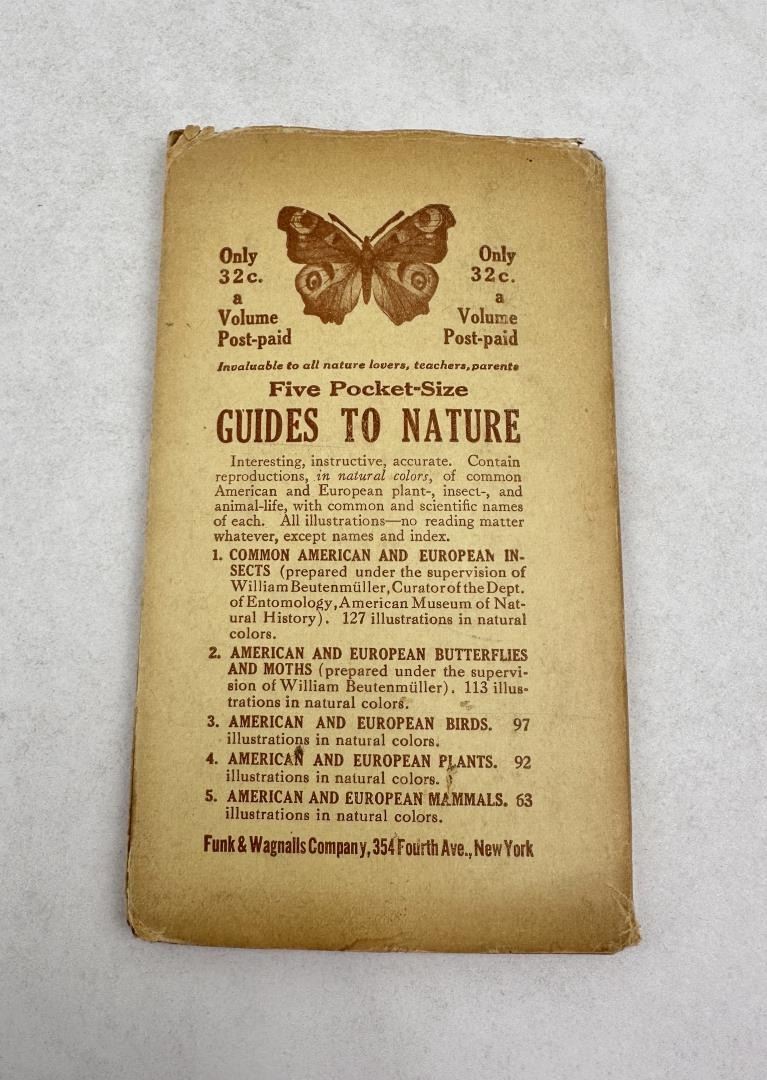 Only
32c.
a
Volume
Post-paid
Only
32c.
a
Volume
Post-paid
Invaluable to all nature lovers, teachers, parents
Five Pocket-Size
GUIDES TO NATURE
Interesting, instructive, accurate. Contain
reproductions, in natural colors, of common
American and European plant-, insect-, and
animal-life, with common and scientific names
of each. All illustrations—no reading matter
whatever, except names and index.
1. COMMON AMERICAN AND EUROPEAN IN-
SECTS (prepared under the supervision of
William Beutenmüller, Curator of the Dept.
of Entomology, American Museum of Nat-
ural History). 127 illustrations in natural
colors.
2. AMERICAN AND EUROPEAN BUTTERFLIES
AND MOTHS (prepared under the supervi-
sion of William Beutenmüller). 113 illus-
trations in natural colors.
3. AMERICAN AND EUROPEAN BIRDS. 97
illustrations in natural colors.
4. AMERICAN AND EUROPEAN PLANTS. 92
illustrations in natural colors.
5. AMERICAN AND EUROPEAN MAMMALS. 63
illustrations in natural colors.
Funk & Wagnalls Company, 354 Fourth Ave., New York